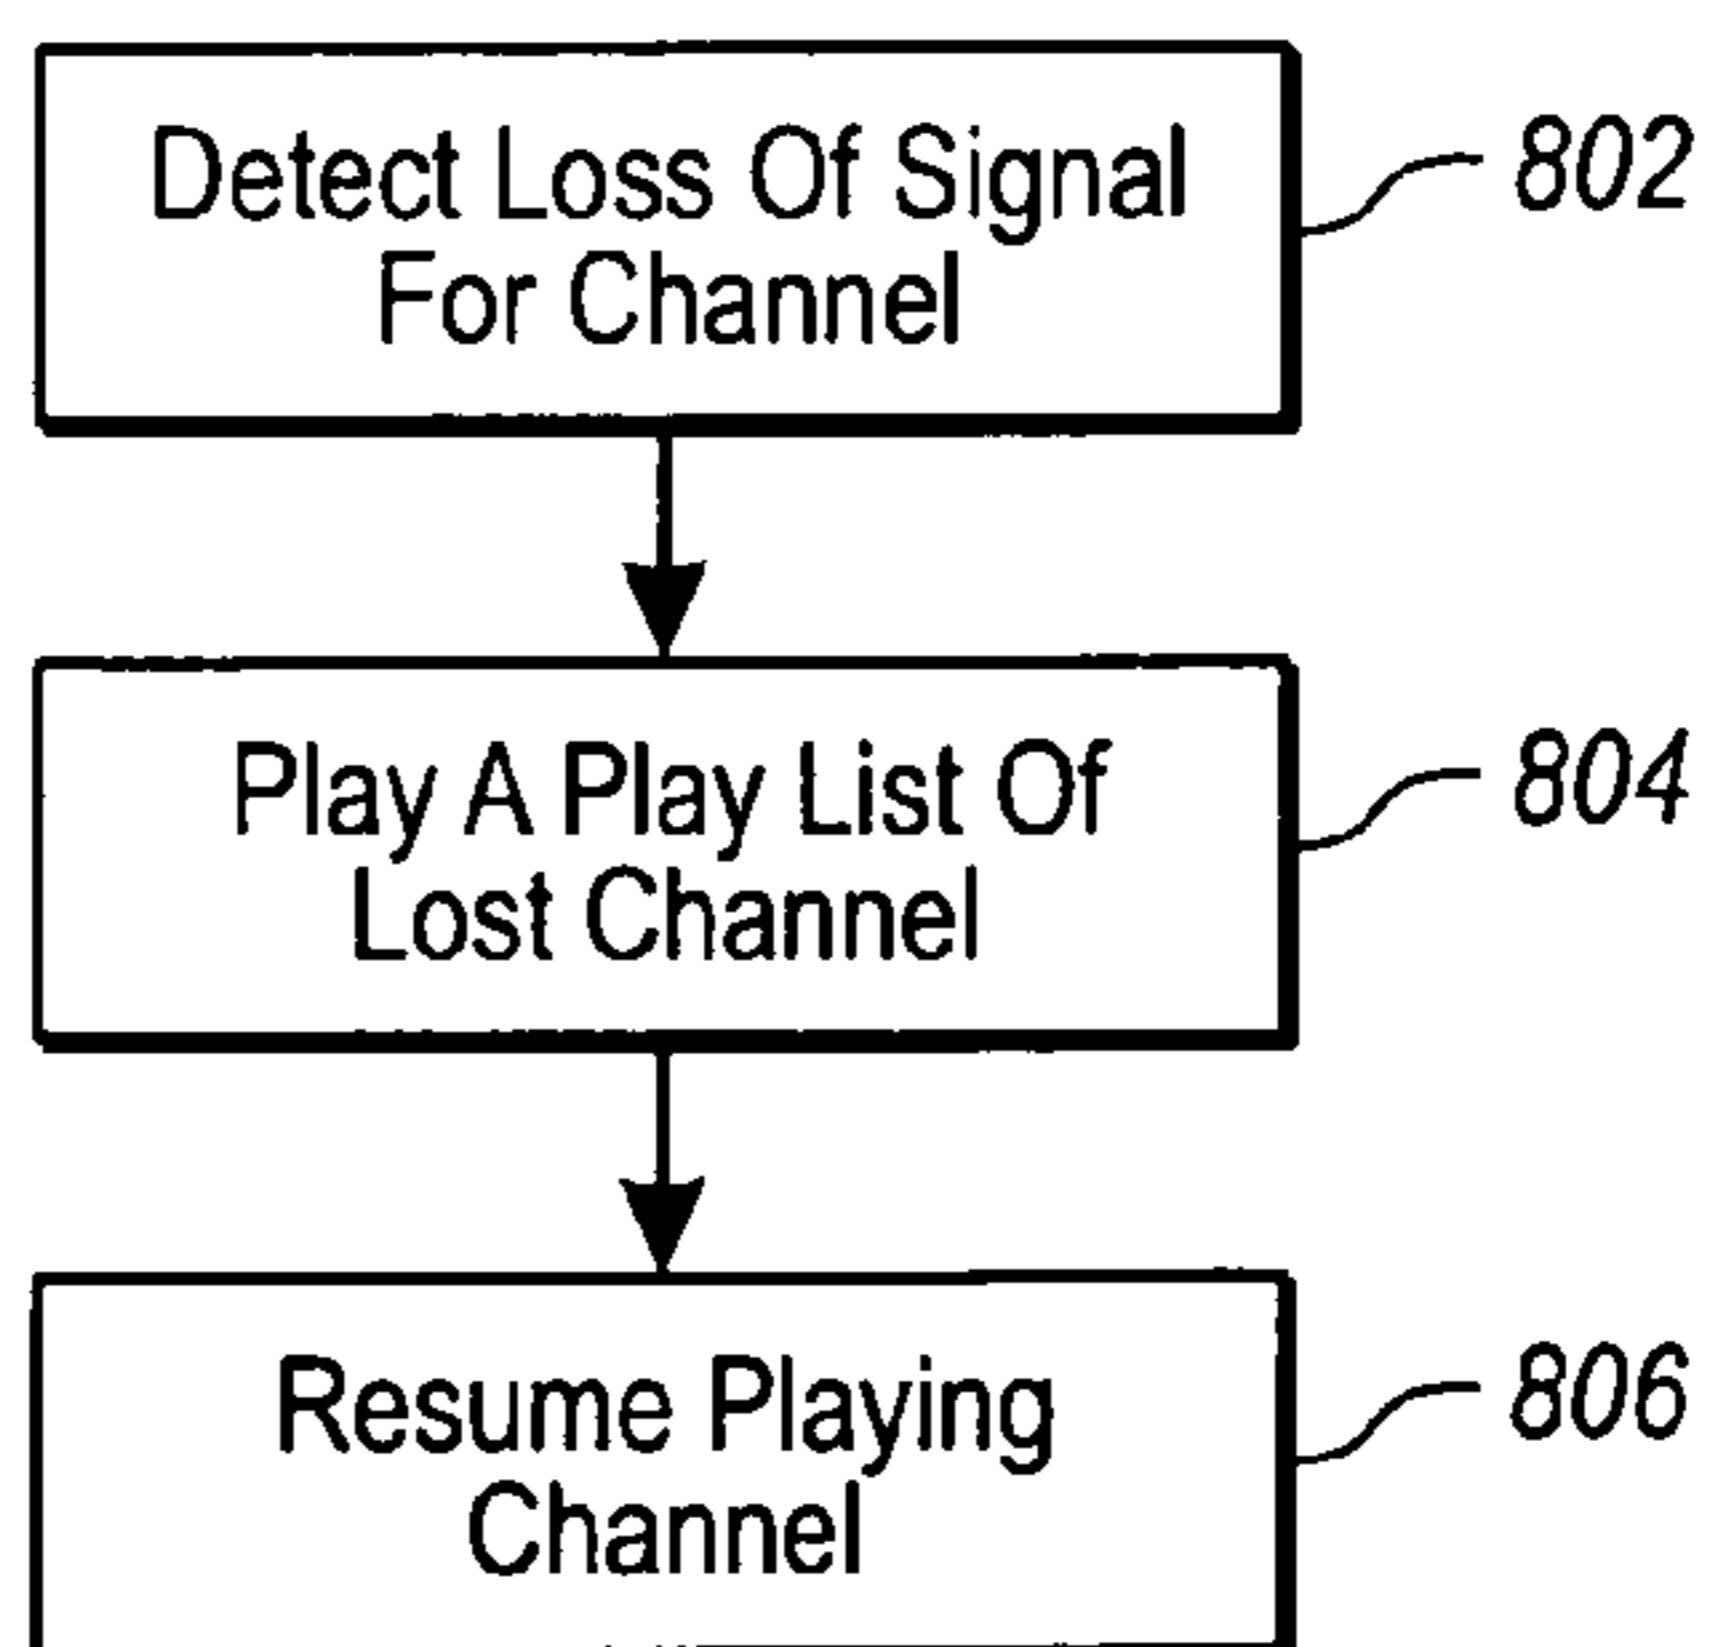 Detect Loss Of Signal
For Channel
802
Play A Play List Of
Lost Channel
804
Resume Playing
Channel
806